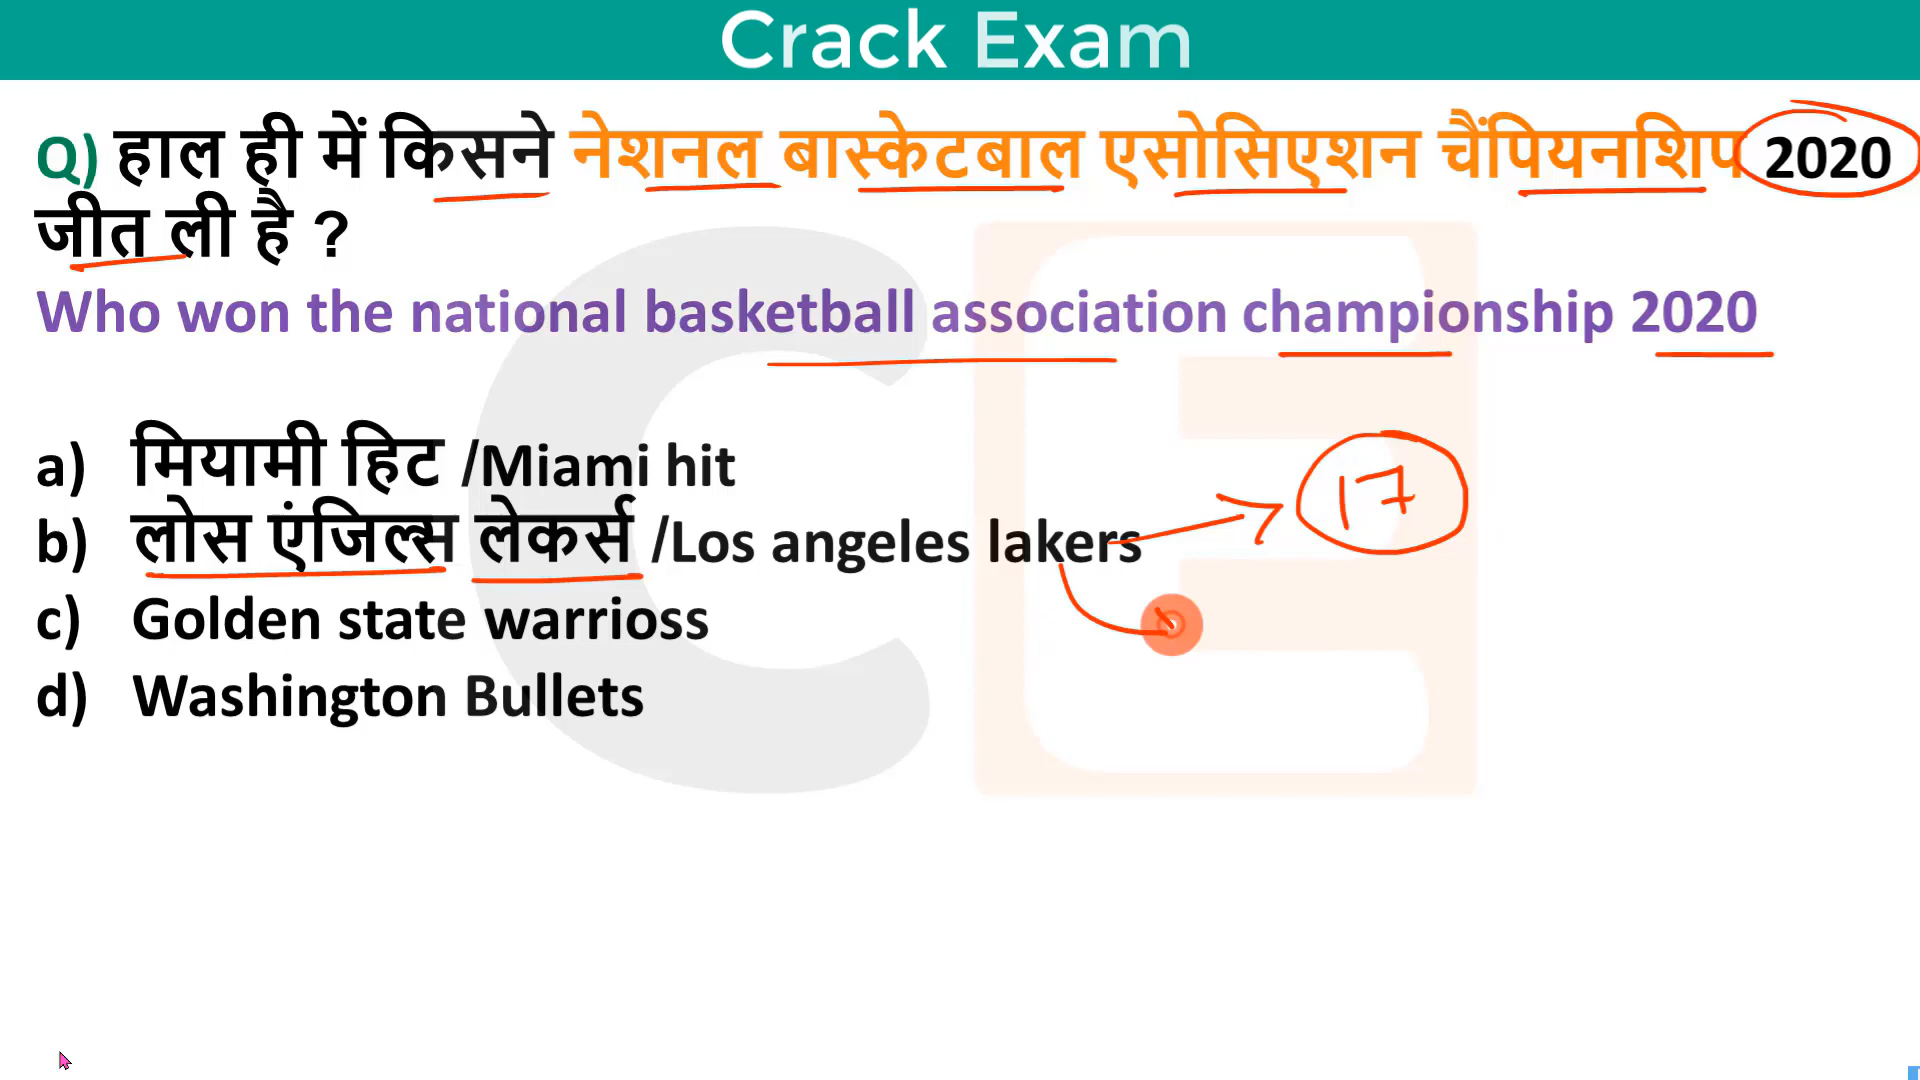 Crack Exam
Q) हाल ही में किसने नेशनल बास्केटबाल एसोसिएशन चैंपियनशिप 2020
जीत ली है ?
Who won the national basketball association championship 2020
a) मियामी हिट /Miami hit
17
b) लोस एंजिल्स लेकर्स /Los angeles lakers
c) Golden state warrioss
d) Washington Bullets
CE